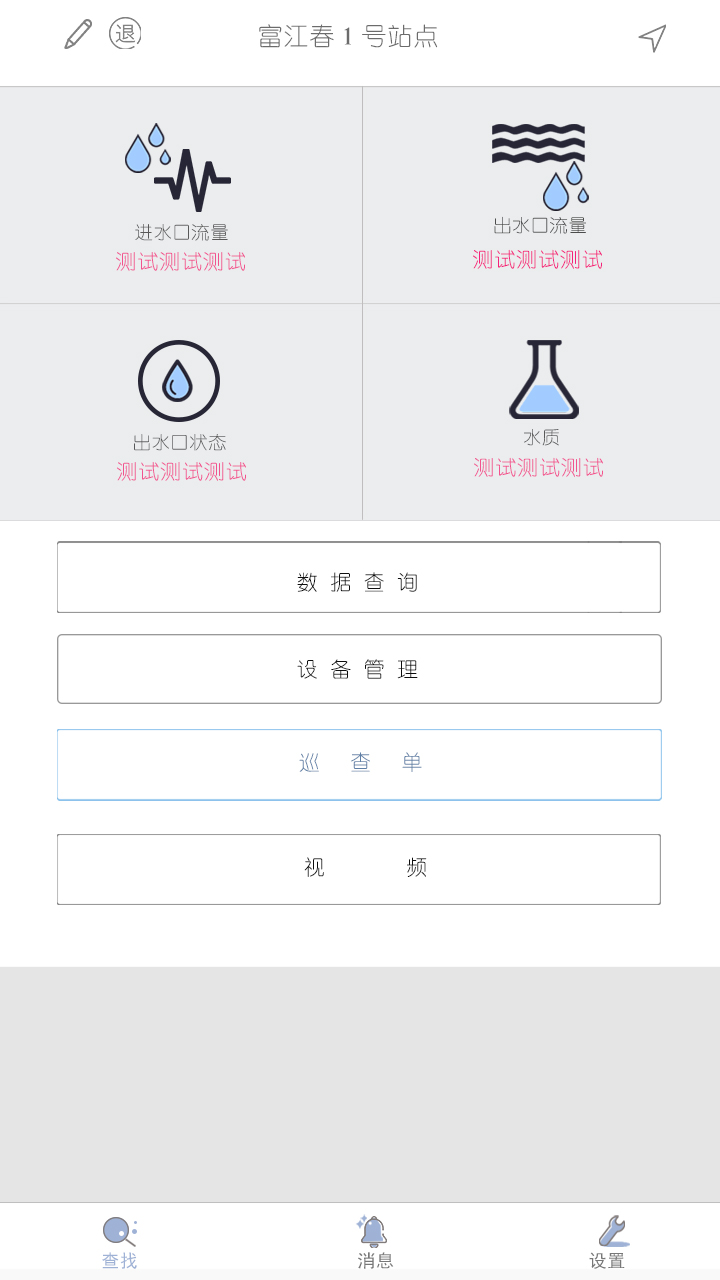 退
富江春 1 号站点
进水口流量
测试测试测试
出水口流量
测试测试测试
出水口状态
测试测试测试
水质
测试测试测试
数 据 查 询
设 备 管 理
巡 查 单
视 频
查找
消息
设置